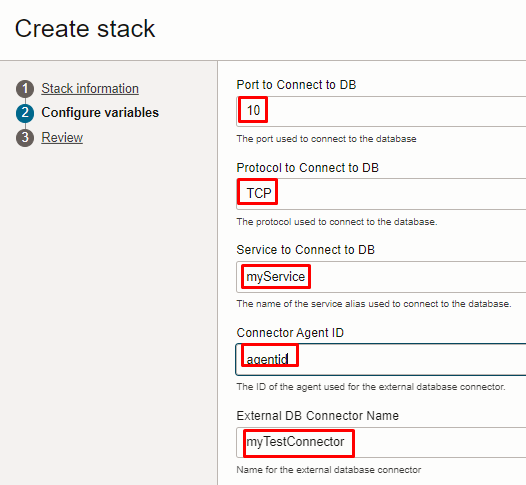 Create stack
1 Stack information
2 Configure variables
3 Review
Port to Connect to DB
10
The port used to connect to the database
Protocol to Connect to DB
TCP
The protocol used to connect to the database.
Service to Connect to DB
myService
The name of the service alias used to connect to the database.
Connector Agent ID
agentid
The ID of the agent used for the external database connector.
External DB Connector Name
myTestConnector
Name for the external database connector